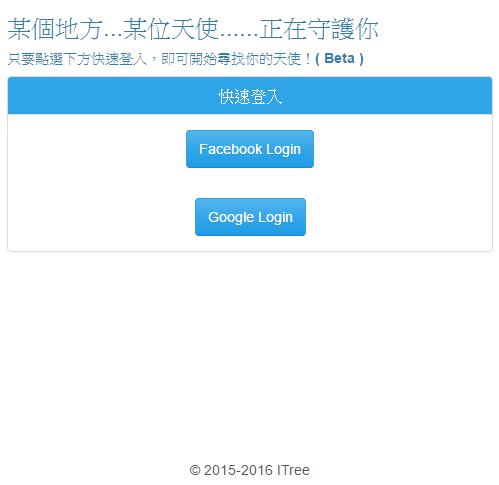 某個地方...某位天使......正在守護你
只要點選下方快速登入，即可開始尋找你的天使！( Beta )
快速登入
Facebook Login
Google Login
© 2015-2016 ITree